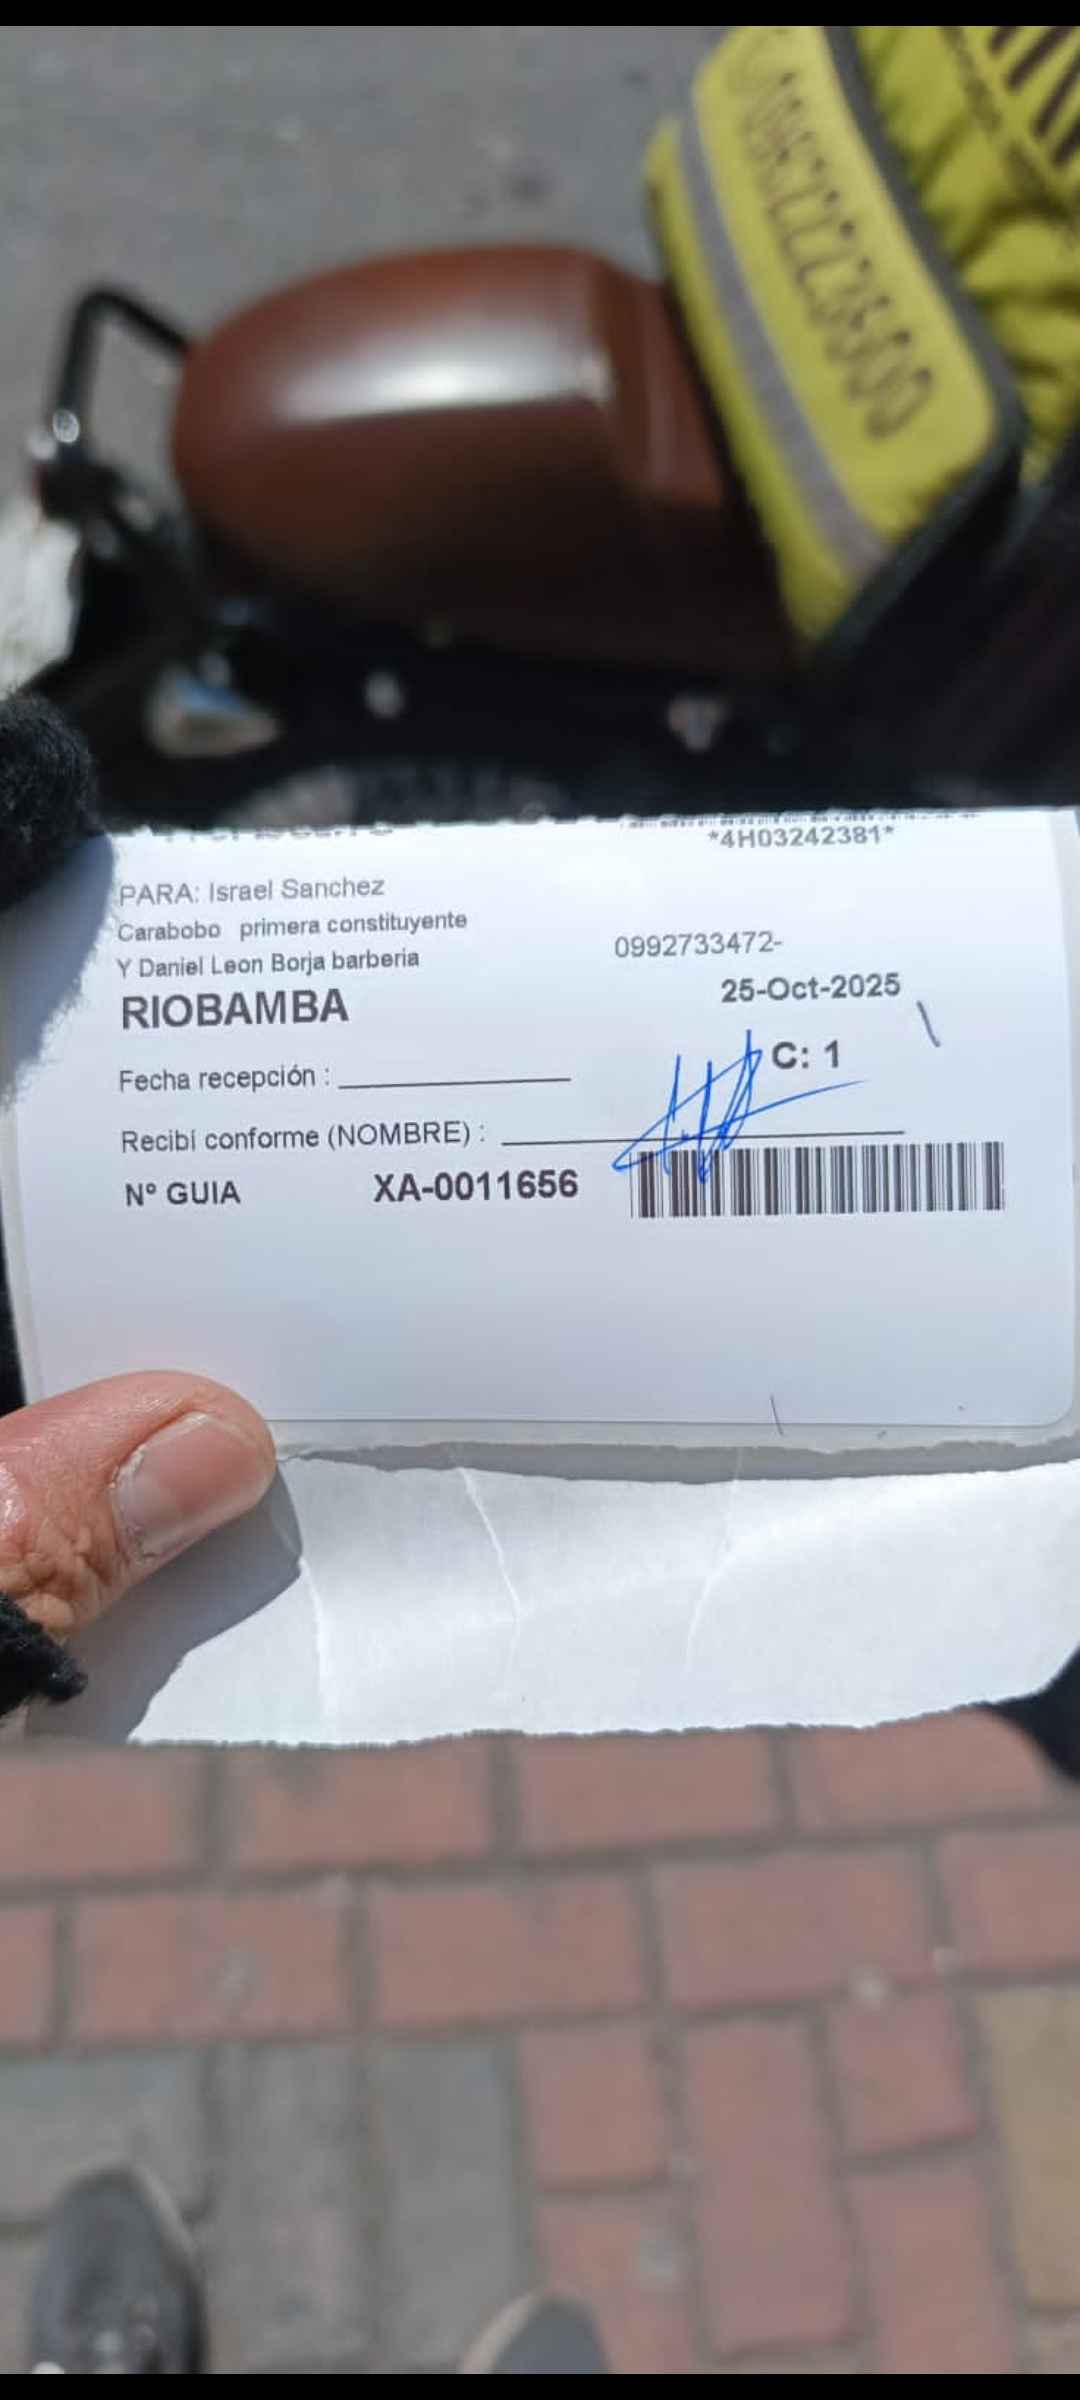 *4H03242381*
PARA: Israel Sanchez
Carabobo primera constituyente
Y Daniel Leon Borja barberia
0992733472-
RIOBAMBA
25-Oct-2025
C: 1
Fecha recepción :
Recibí conforme (NOMBRE) :
Nº GUIA XA-0011656